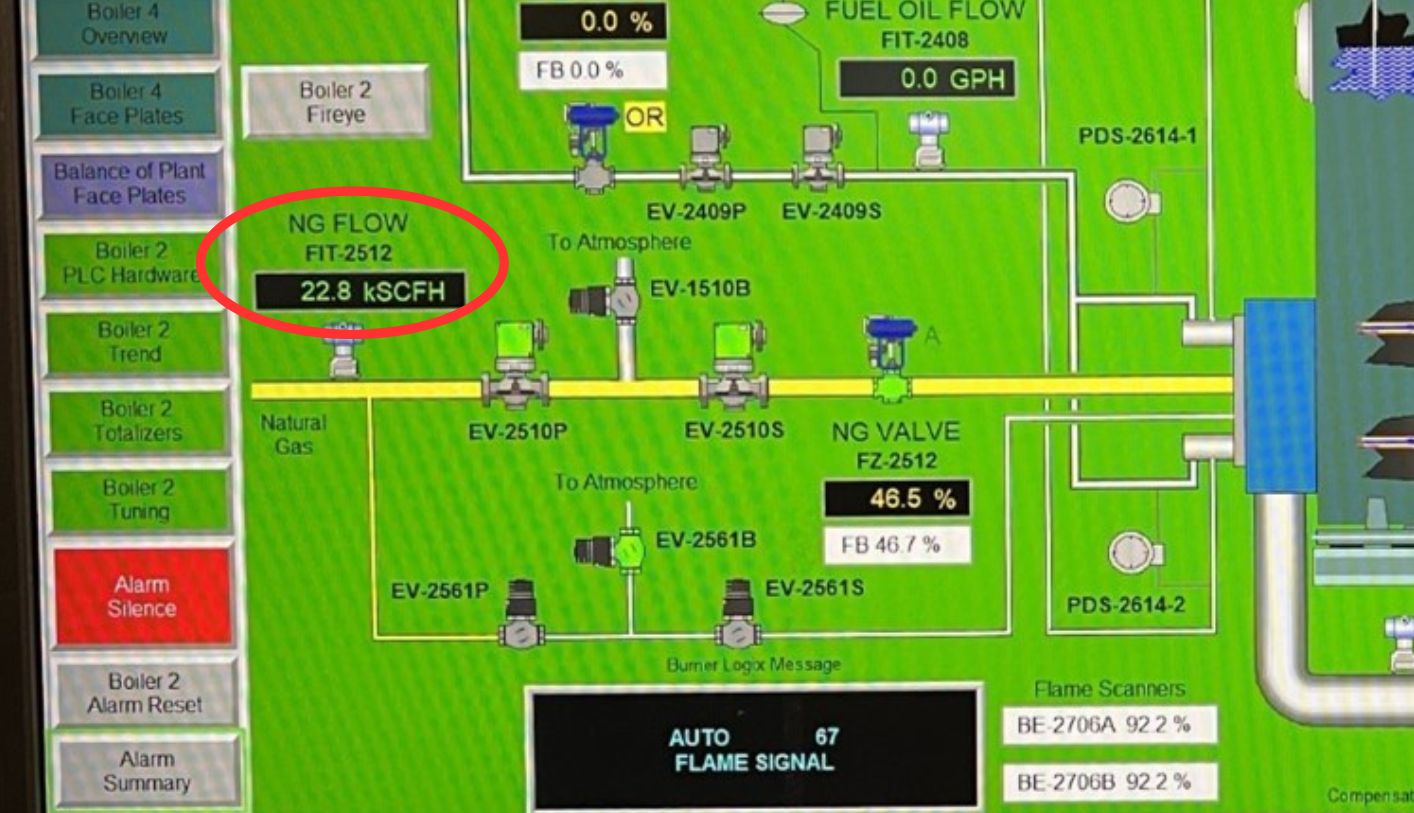 Boiler 4
Overview
Boiler 4
Face Plates
Balance of Plant
Face Plates
Boiler 2
PLC Hardware
Boiler 2
Trend
Boiler 2
Totalizers
Boiler 2
Tuning
Alarm
Silence
Boiler 2
Alarm Reset
Alarm
Summary
Boiler 2
Fireye
0.0 %
FB 0.0 %
OR
FUEL OIL FLOW
FIT-2408
0.0 GPH
EV-2409P
EV-2409S
PDS-2614-1
NG FLOW
FIT-2512
22.8 kSCFH
To Atmosphere
EV-1510B
A
Natural
Gas
EV-2510P
EV-2510S
NG VALVE
FZ-2512
46.5 %
FB 46.7 %
To Atmosphere
EV-2561B
EV-2561P
EV-2561S
PDS-2614-2
Burner Logix Message
AUTO 67
FLAME SIGNAL
Flame Scanners
BE-2706A 92.2 %
BE-2706B 92.2 %